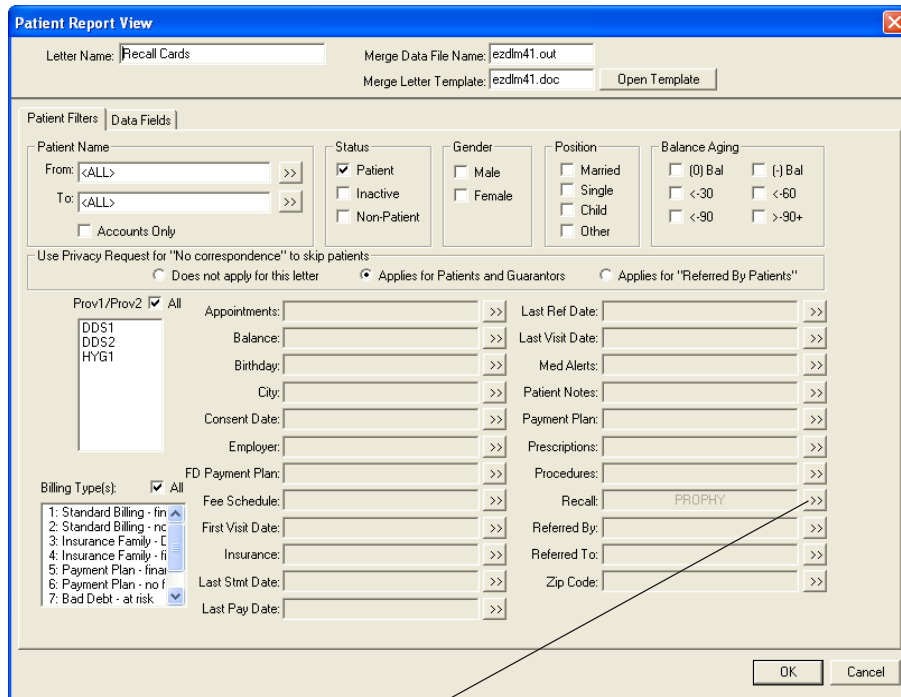 Patient Report View
Letter Name: Recall Cards
Merge Data File Name: ezdlm41.out
Merge Letter Template: ezdlm41.doc Open Template
Patient Filters Data Fields
Patient Name
From: <ALL> >>
To: <ALL> >>
Accounts Only
Status
Patient
Inactive
Non-Patient
Gender
Male
Female
Position
Married
Single
Child
Other
Balance Aging
(0) Bal (-) Bal
<-30 <-60
<-90 >-90+
Use Privacy Request for "No correspondence" to skip patients
Does not apply for this letter Applies for Patients and Guarantors Applies for "Referred By Patients"
Prov1/Prov2 All
DDS1
DDS2
HYG1
Billing Type(s): All
1: Standard Billing - fin
2: Standard Billing - no
3: Insurance Family - D
4: Insurance Family - fi
5: Payment Plan - finar
6: Payment Plan - no f
7: Bad Debt - at risk
Appointments: >>
Balance: >>
Birthday: >>
City: >>
Consent Date: >>
Employer: >>
FD Payment Plan: >>
Fee Schedule: >>
First Visit Date: >>
Insurance: >>
Last Stmt Date: >>
Last Pay Date: >>
Last Ref Date: >>
Last Visit Date: >>
Med Alerts: >>
Patient Notes: >>
Payment Plan: >>
Prescriptions: >>
Procedures: >>
Recall: PROPHY >>
Referred By: >>
Referred To: >>
Zip Code: >>
OK Cancel